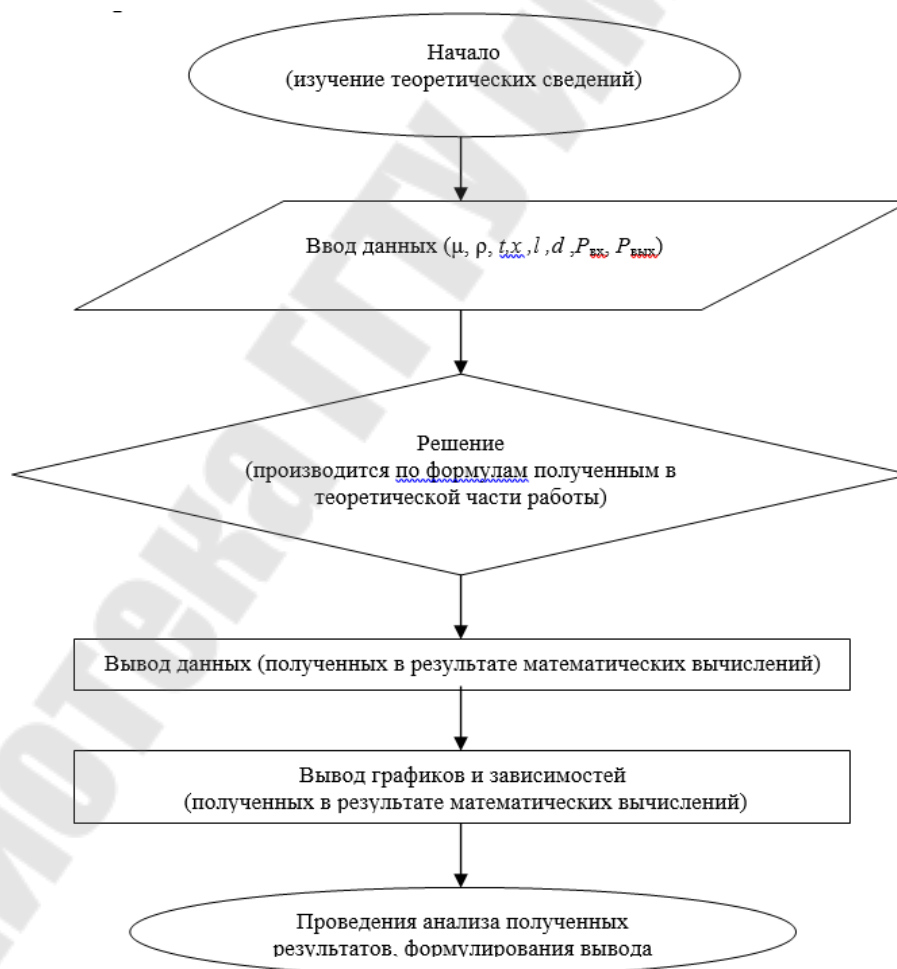 Начало
(изучение теоретических сведений)
Ввод данных (μ, ρ, t,x ,l ,d ,Pвх, Pвых)
Решение
(производится по формулам полученным в
теоретической части работы)
Вывод данных (полученных в результате математических вычислений)
Вывод графиков и зависимостей
(полученных в результате математических вычислений)
Проведения анализа полученных
результатов, формулирования вывода